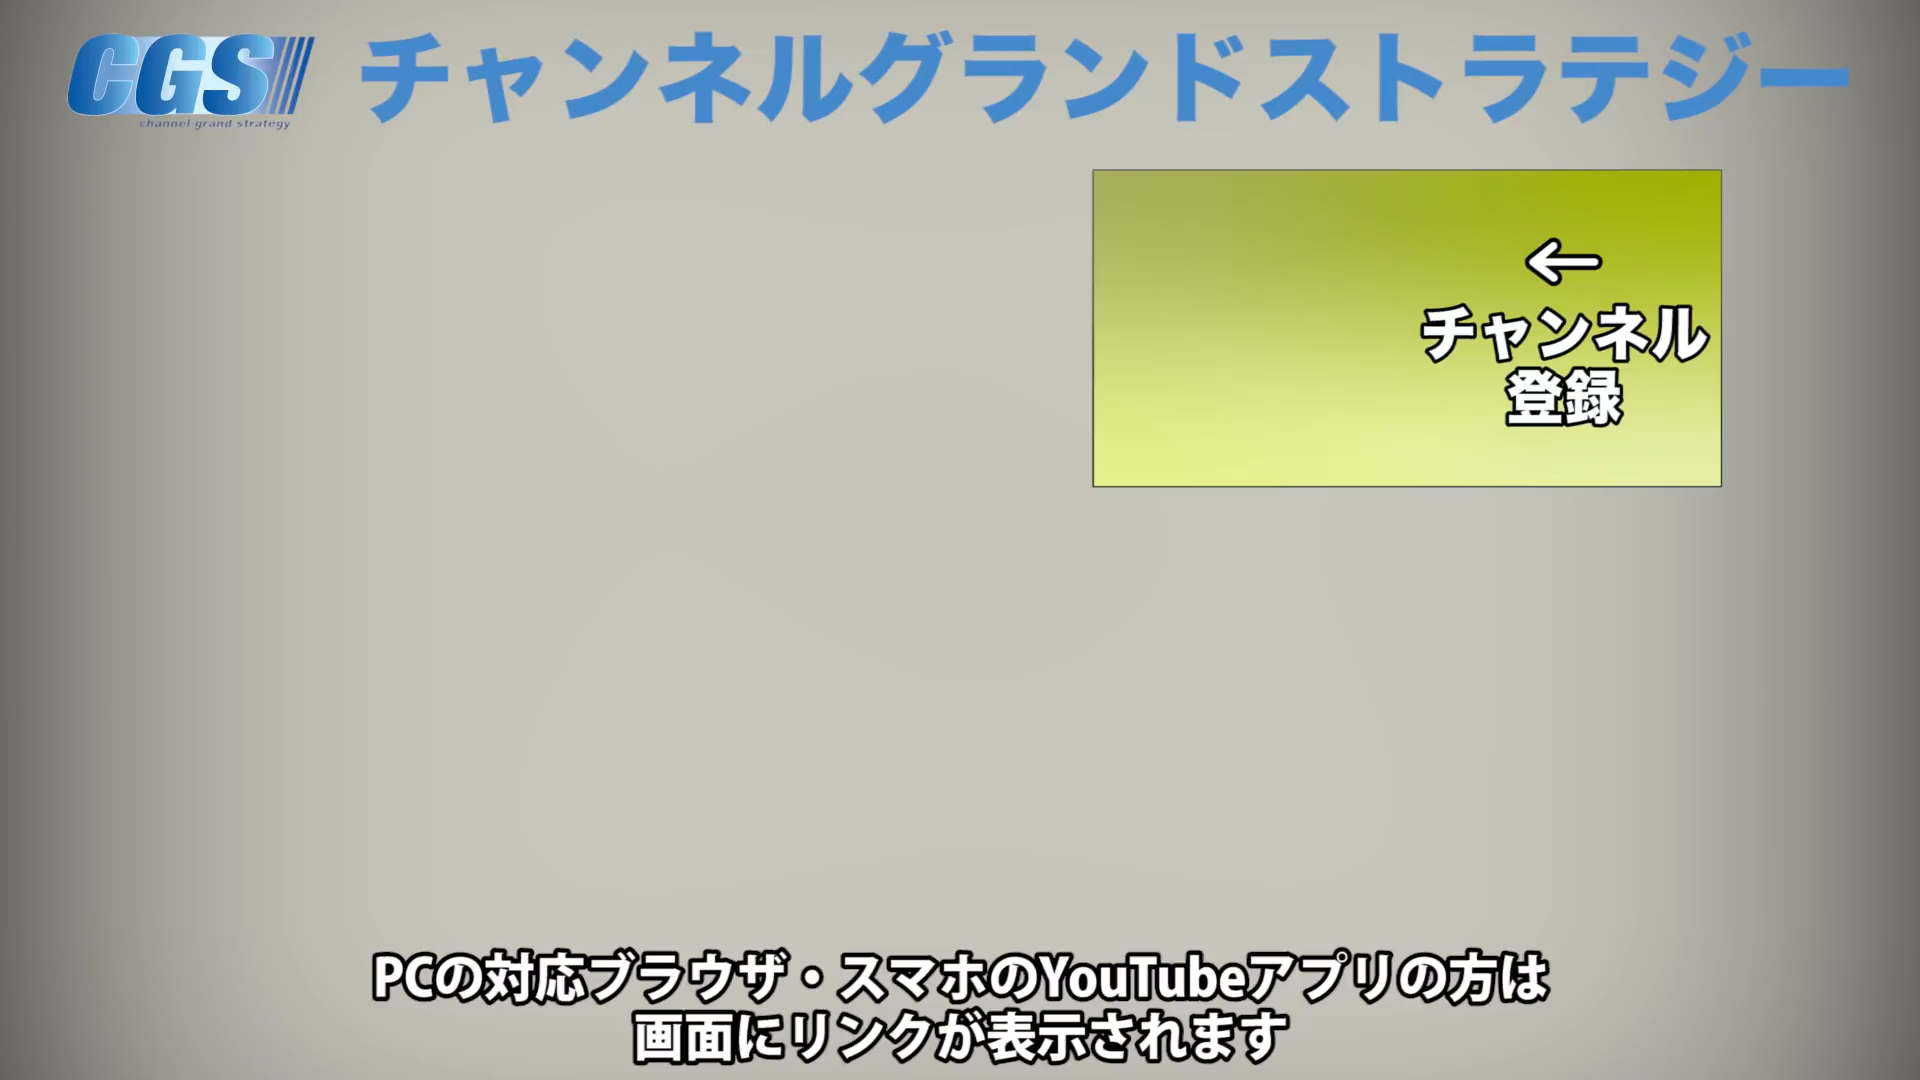 CGS
channel grand strategy
チャンネルグランドストラテジー
←
チャンネル
登録
PCの対応ブラウザ・スマホのYouTubeアプリの方は
画面にリンクが表示されます